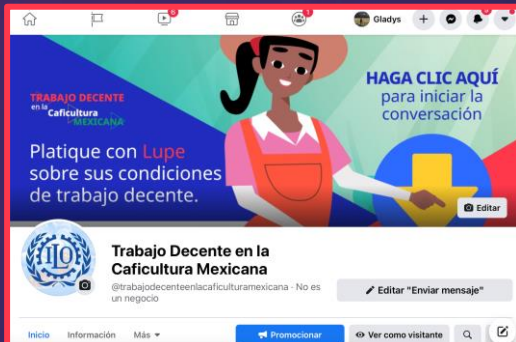 6
1
Gladys
TRABAJO DECENTE
en la
Caficultura
MEXICANA
Platique con Lupe
sobre sus condiciones
de trabajo decente.
HAGA CLIC AQUÍ
para iniciar la
conversación
Editar
ILO
Trabajo Decente en la
Caficultura Mexicana
@trabajodecenteenlacaficulturamexicana · No es
un negocio
Editar "Enviar mensaje"
Inicio
Información
Más
Promocionar
Ver como visitante